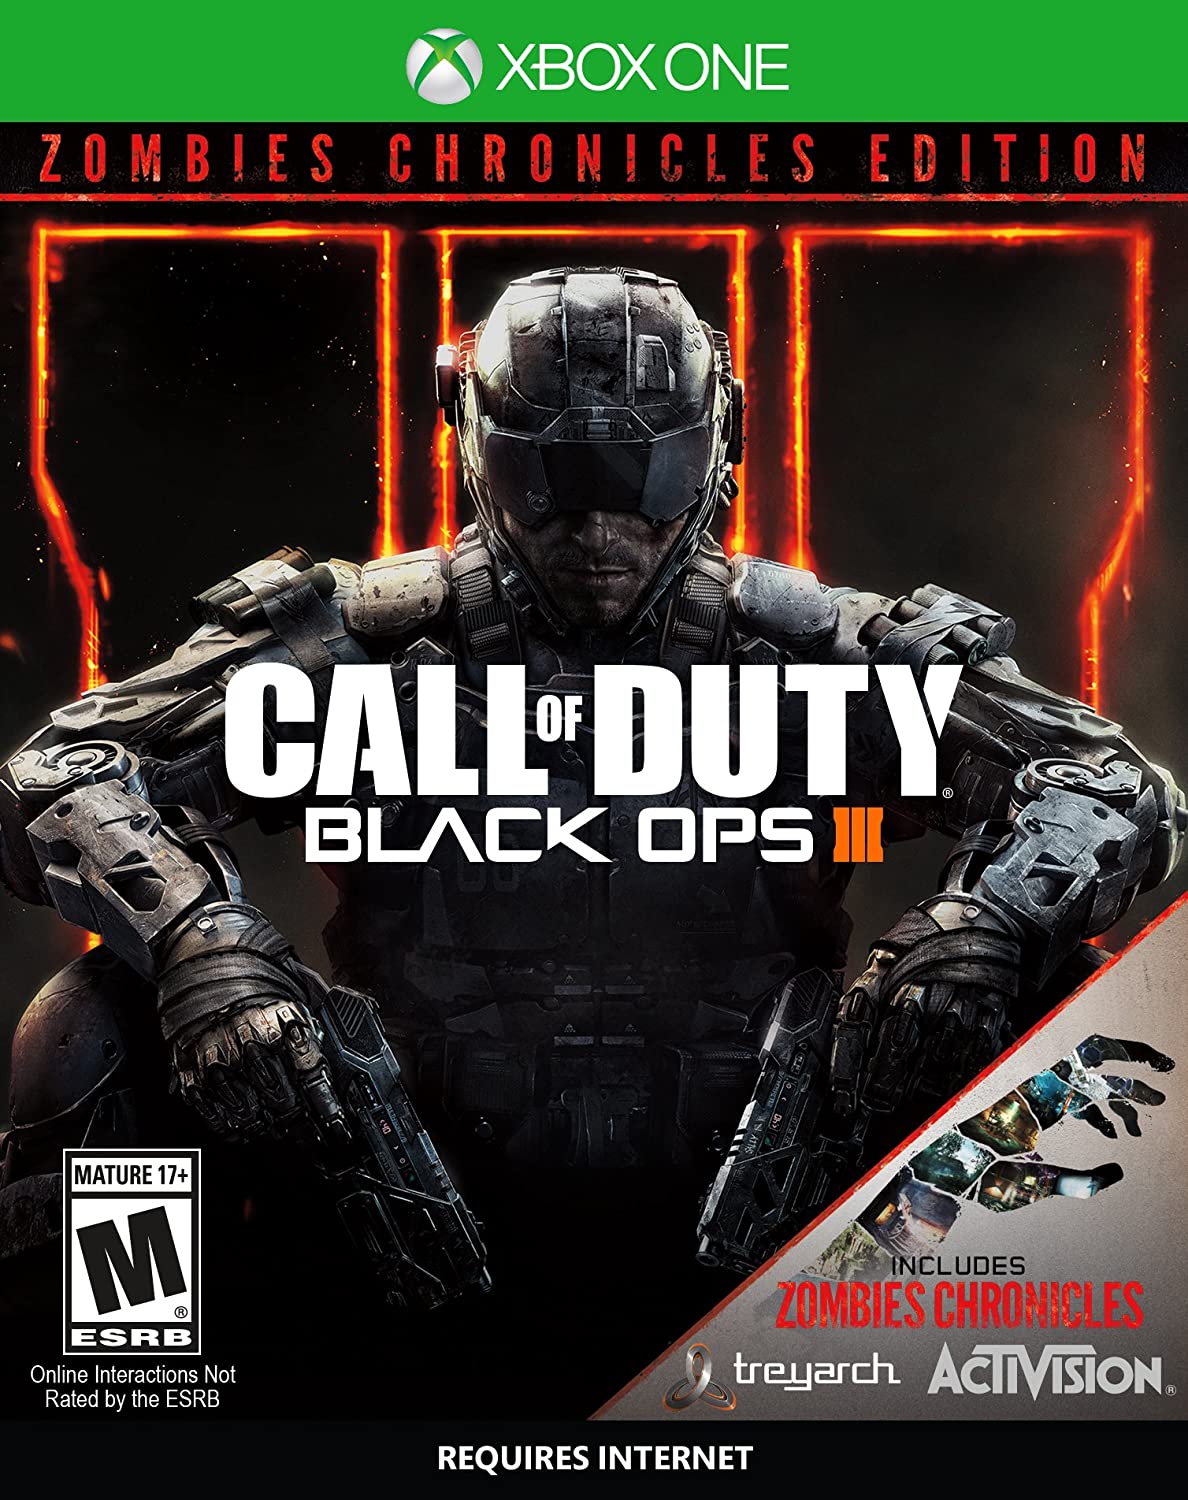 XBOX ONE
ZOMBIES CHRONICLES EDITION
CALL OF DUTY®
BLACK OPS III
MATURE 17+
M®
ESRB
Online Interactions Not
Rated by the ESRB
INCLUDES
ZOMBIES CHRONICLES
treyarch
ACTIVISION®
REQUIRES INTERNET